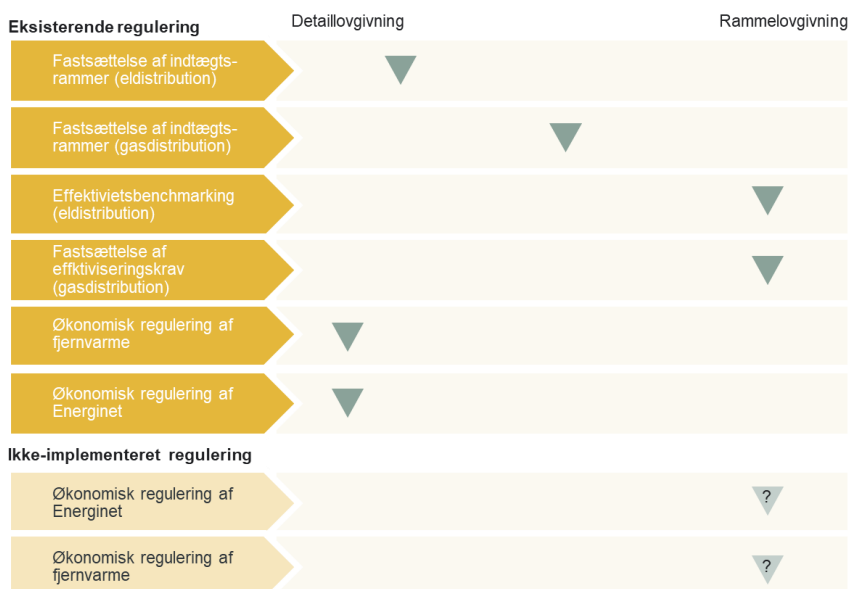 Eksisterende regulering
Detaillovgivning
Rammelovgivning
Fastsættelse af indtægts-
rammer (eldistribution)
Fastsættelse af indtægts-
rammer (gasdistribution)
Effektivietsbenchmarking
(eldistribution)
Fastsættelse af
effktiviseringskrav
(gasdistribution)
Økonomisk regulering af
fjernvarme
Økonomisk regulering af
Energinet
Ikke-implementeret regulering
Økonomisk regulering af
Energinet
?
Økonomisk regulering af
fjernvarme
?